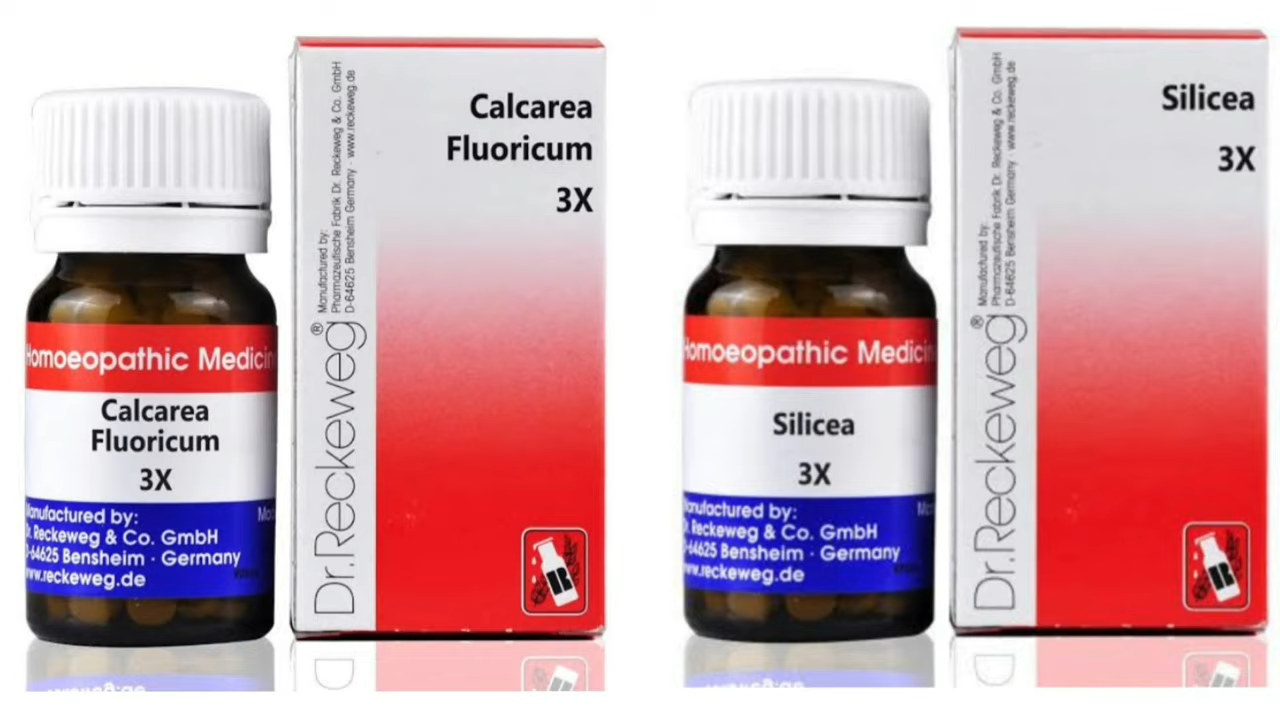 Homoeopathic Medicin
Calcarea
Fluoricum
3X
Manufactured by:
Dr. Reckeweg & Co. GmbH
D-64625 Bensheim · Germany
www.reckeweg.de
Calcarea
Fluoricum
3X
Dr.Reckeweg®
Manufactured by:
Pharmazeutische Fabrik Dr. Reckeweg & Co. GmbH
D-64625 Bensheim Germany · www.reckeweg.de
R
Homoeopathic Medicin
Silicea
3X
Manufactured by:
Dr. Reckeweg & Co. GmbH
D-64625 Bensheim · Germany
www.reckeweg.de
Silicea
3X
Dr.Reckeweg®
Manufactured by:
Pharmazeutische Fabrik Dr. Reckeweg & Co. GmbH
D-64625 Bensheim Germany · www.reckeweg.de
R